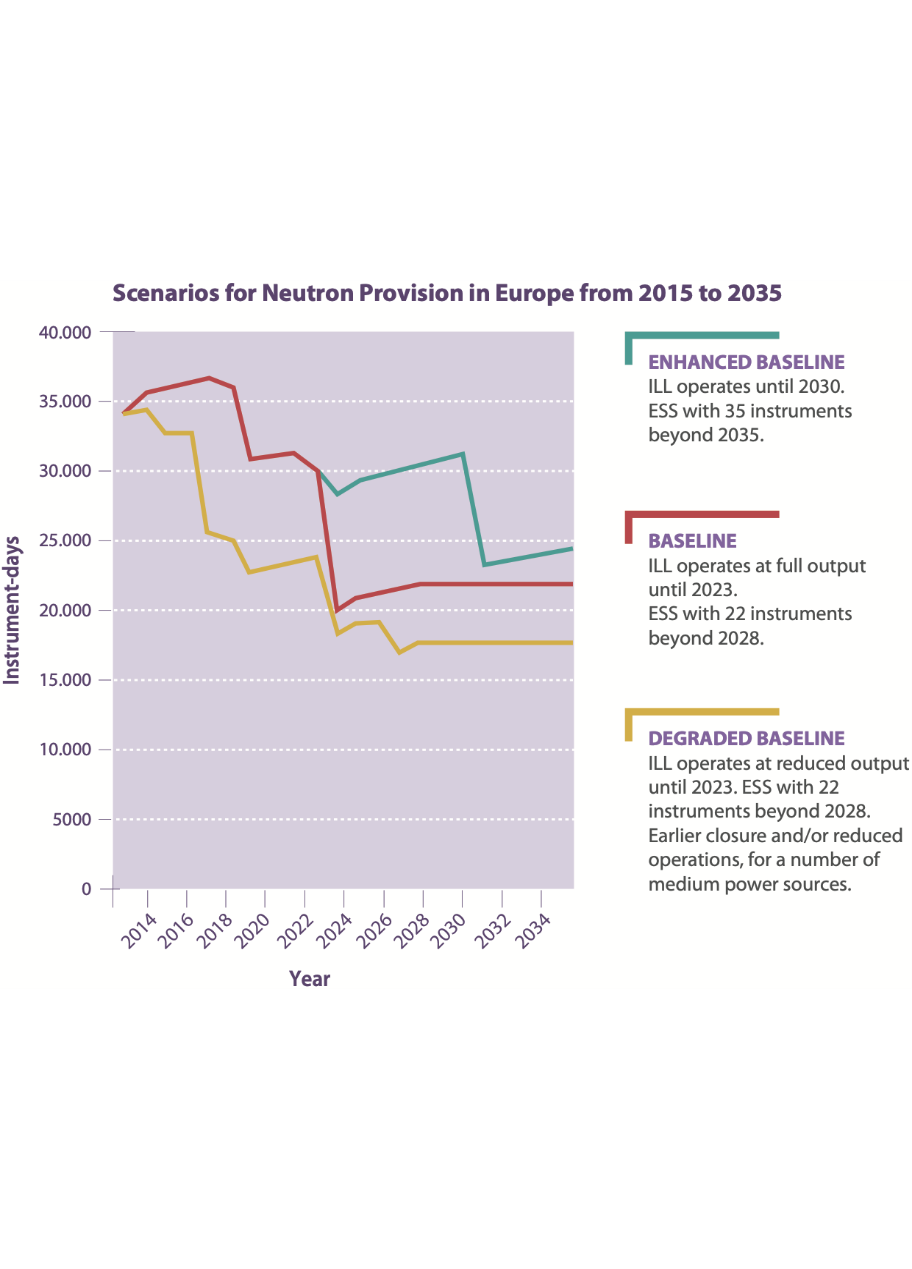 Scenarios for Neutron Provision in Europe from 2015 to 2035
40.000
35.000
30.000
25.000
20.000
15.000
10.000
5000
0
Instrument-days
2014
2016
2018
2020
2022
2024
2026
2028
2030
2032
2034
Year
ENHANCED BASELINE
ILL operates until 2030.
ESS with 35 instruments
beyond 2035.
BASELINE
ILL operates at full output
until 2023.
ESS with 22 instruments
beyond 2028.
DEGRADED BASELINE
ILL operates at reduced output
until 2023. ESS with 22
instruments beyond 2028.
Earlier closure and/or reduced
operations, for a number of
medium power sources.